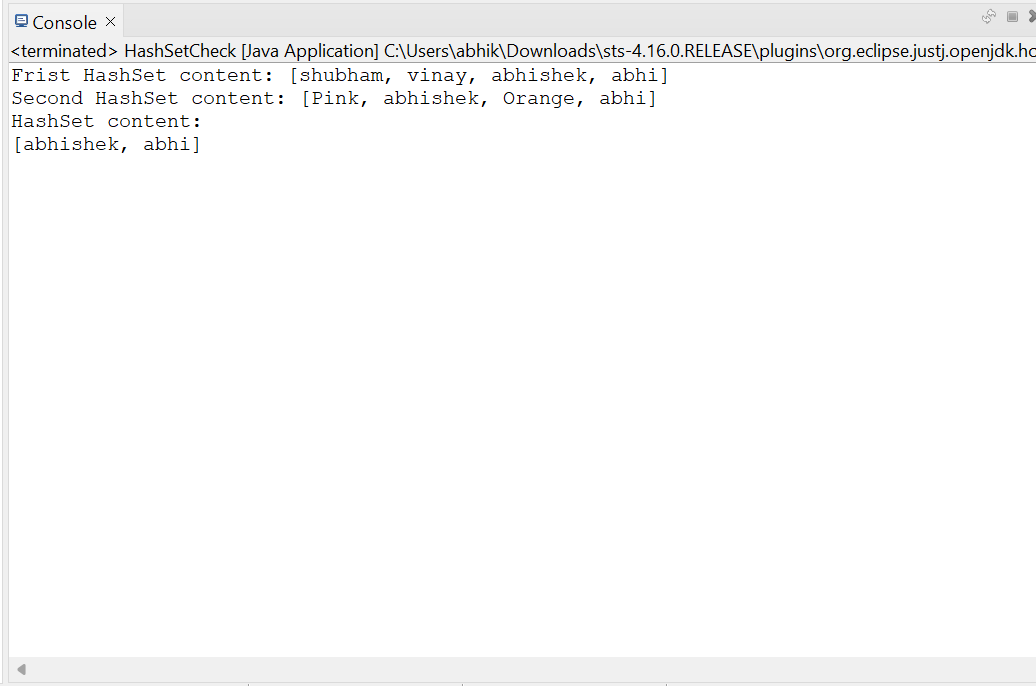 Console
<terminated> HashSetCheck [Java Application] C:\Users\abhik\Downloads\sts-4.16.0.RELEASE\plugins\org.eclipse.justj.openjdk.ho
Frist HashSet content: [shubham, vinay, abhishek, abhi]
Second HashSet content: [Pink, abhishek, Orange, abhi]
HashSet content:
[abhishek, abhi]